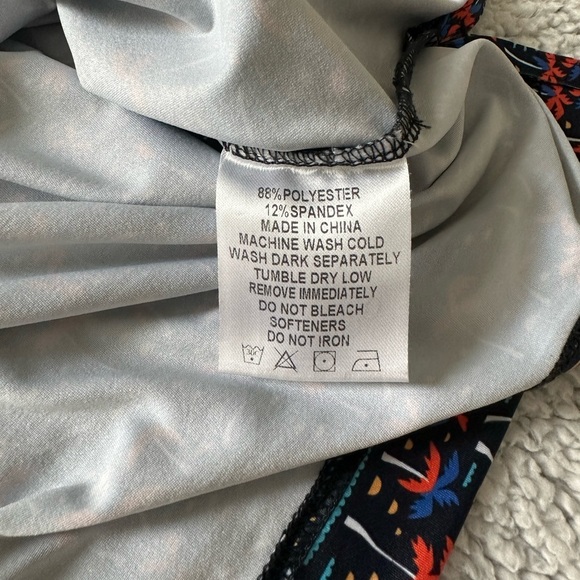 88%POLYESTER
12%SPANDEX
MADE IN CHINA
MACHINE WASH COLD
WASH DARK SEPARATELY
TUMBLE DRY LOW
REMOVE IMMEDIATELY
DO NOT BLEACH
SOFTENERS
DO NOT IRON